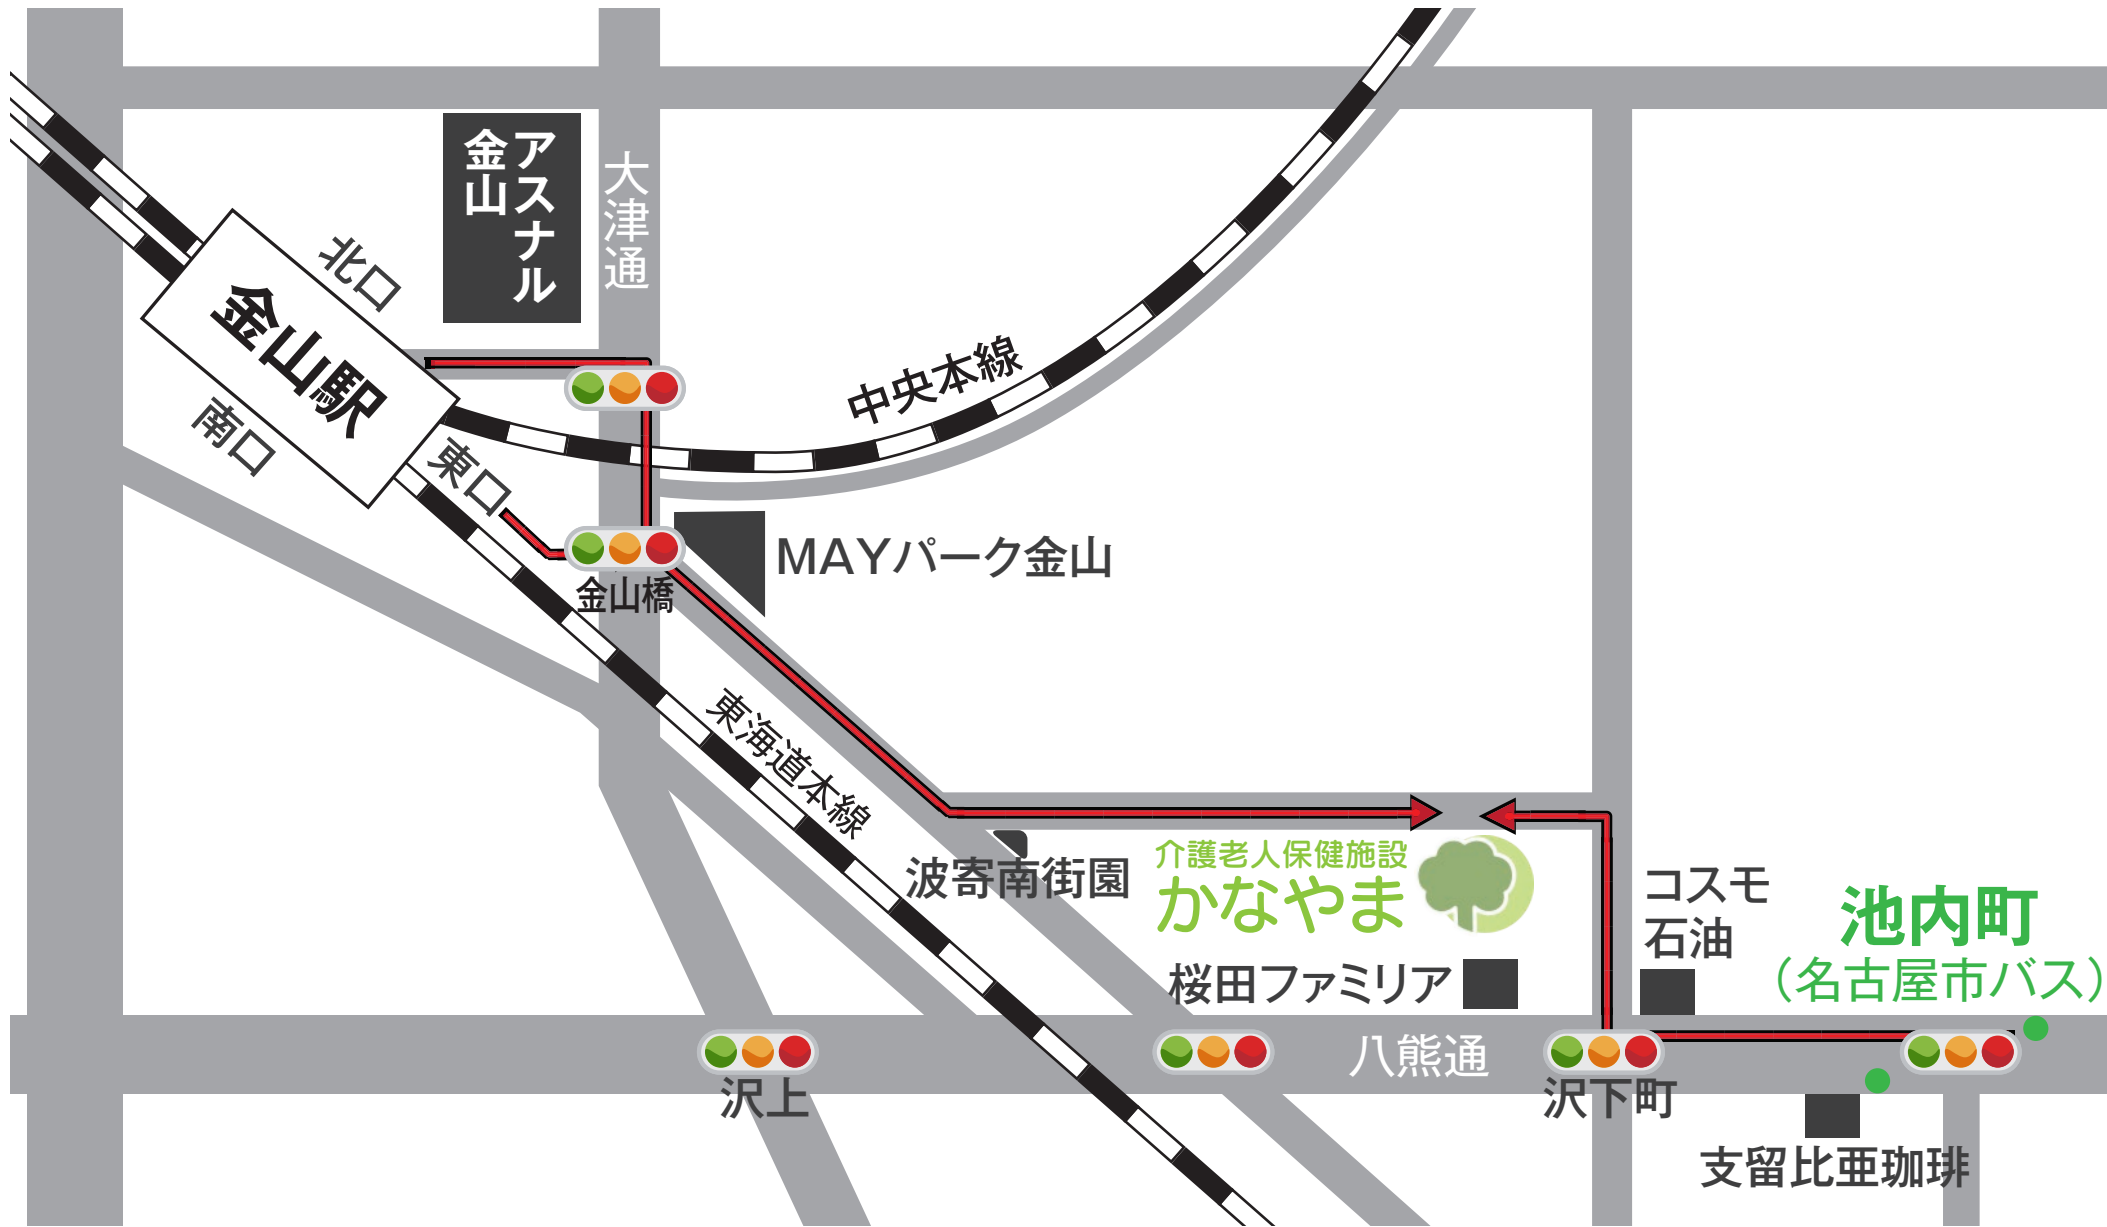 アスナル
金山
大津通
北口
金山駅
南口
東口
中央本線
MAYパーク金山
金山橋
東海道本線
波寄南街園
介護老人保健施設
かなやま
コスモ
石油
池内町
（名古屋市バス）
桜田ファミリア
八熊通
沢上
沢下町
支留比亜珈琲